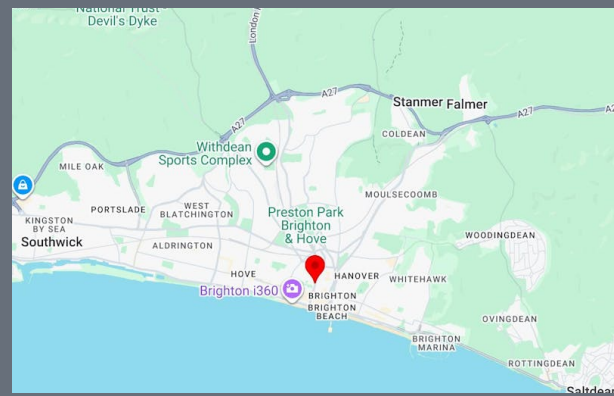 National Trust -
Devil's Dyke
London
A27
A27
A27
Stanmer
Falmer
COLDEAN
Withdean
Sports Complex
MILE OAK
MOULSECOOMB
PORTSLADE
WEST
BLATCHINGTON
Preston Park
Brighton
& Hove
KINGSTON
BY SEA
Southwick
ALDRINGTON
WOODINGDEAN
HOVE
HANOVER
WHITEHAWK
Brighton i360
BRIGHTON
BRIGHTON
BEACH
OVINGDEAN
BRIGHTON
MARINA
ROTTINGDEAN
Saltdean